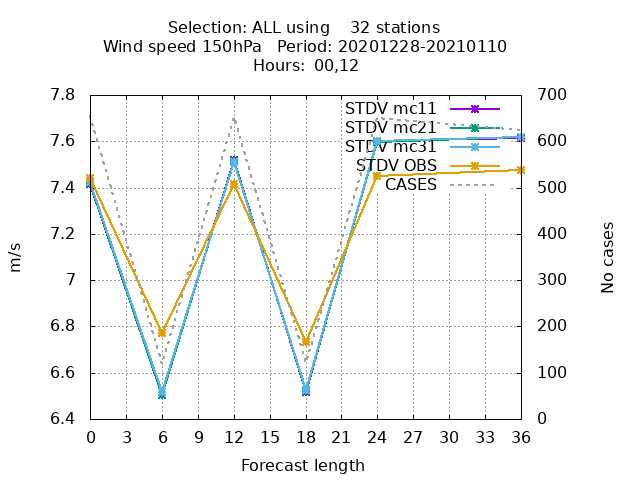 Selection: ALL using    32 stations
Wind speed 150hPa   Period: 20201228-20210110
Hours:  00,12
7.8
7.6
7.4
7.2
7
6.8
6.6
6.4
m/s
700
600
500
400
300
200
100
0
No cases
STDV mc11
STDV mc21
STDV mc31
STDV OBS
CASES
0 3 6 9 12 15 18 21 24 27 30 33 36
Forecast length